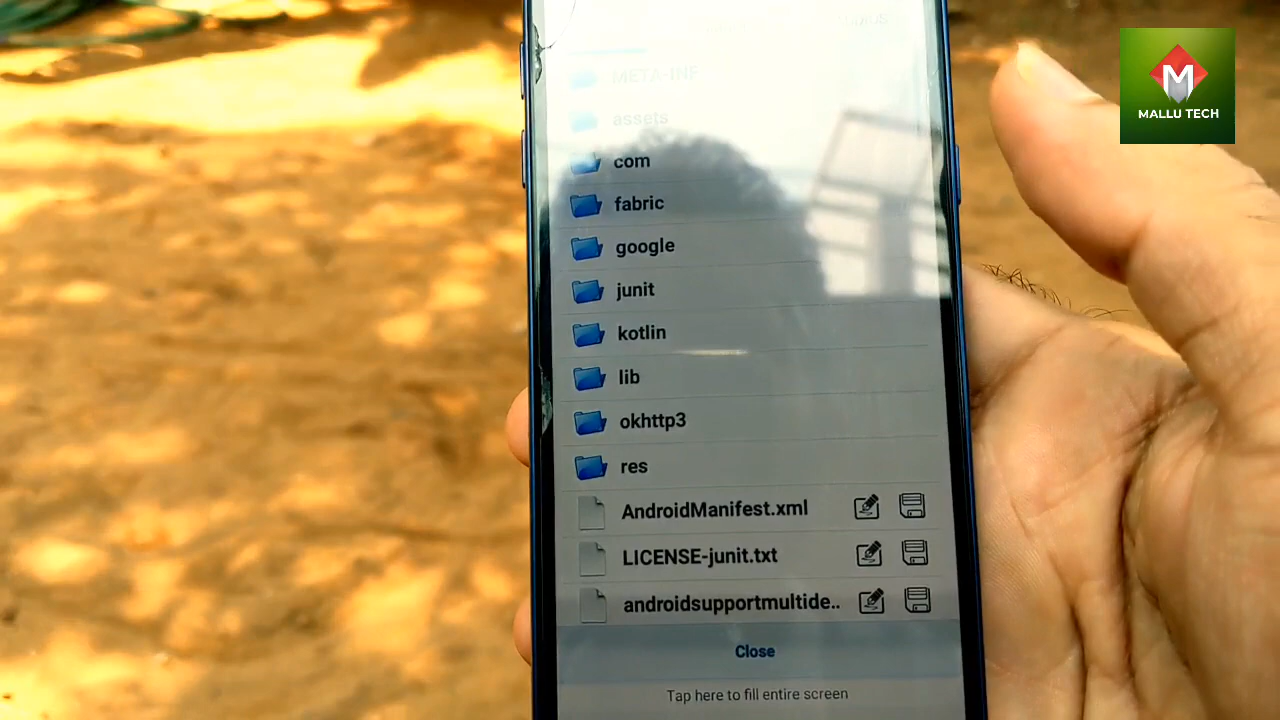 META-INF
assets
com
fabric
google
junit
kotlin
lib
okhttp3
res
AndroidManifest.xml
LICENSE-junit.txt
androidsupportmultide..
Close
Tap here to fill entire screen
M
MALLU TECH